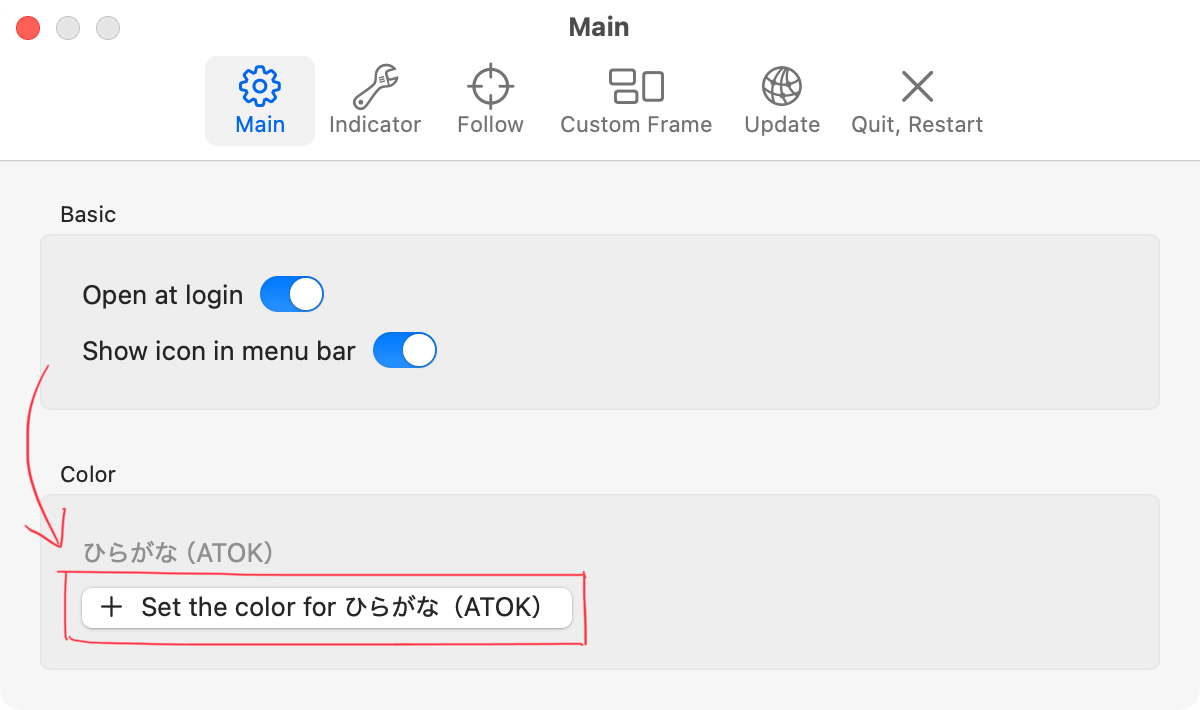 Main
Main Indicator Follow Custom Frame Update Quit, Restart
Basic
Open at login
Show icon in menu bar
Color
ひらがな（ATOK）
+ Set the color for ひらがな（ATOK）